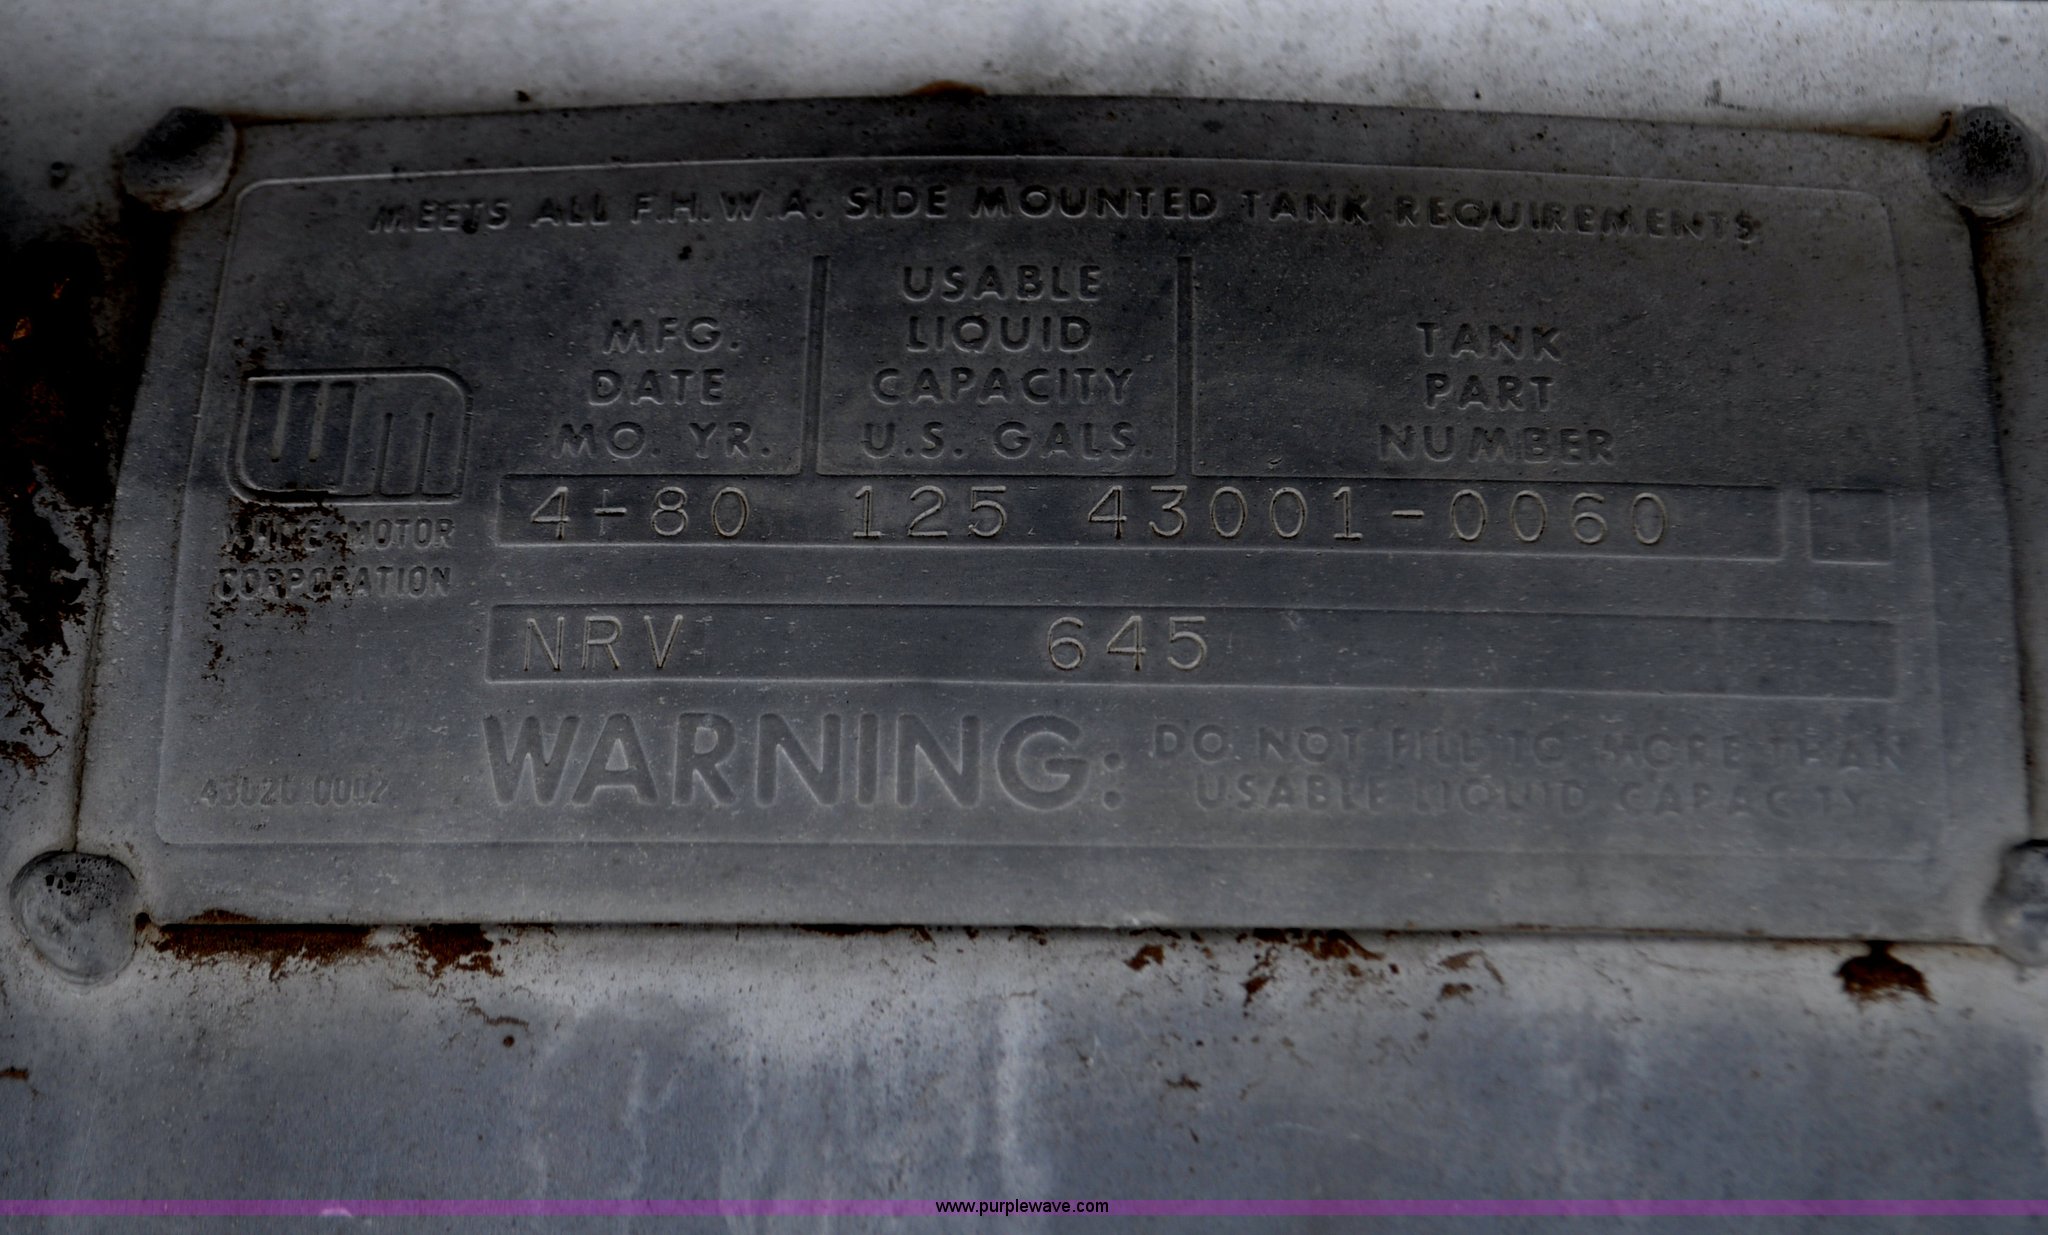 MEETS ALL F.H.W.A. SIDE MOUNTED TANK REQUIREMENTS
MFG.
DATE
MO. YR.
USABLE
LIQUID
CAPACITY
U.S. GALS.
TANK
PART
NUMBER
WM
WHITE MOTOR
CORPORATION
4-80 125 43001-0060
NRV 645
WARNING: DO NOT FILL TO MORE THAN
USABLE LIQUID CAPACITY
www.purplewave.com